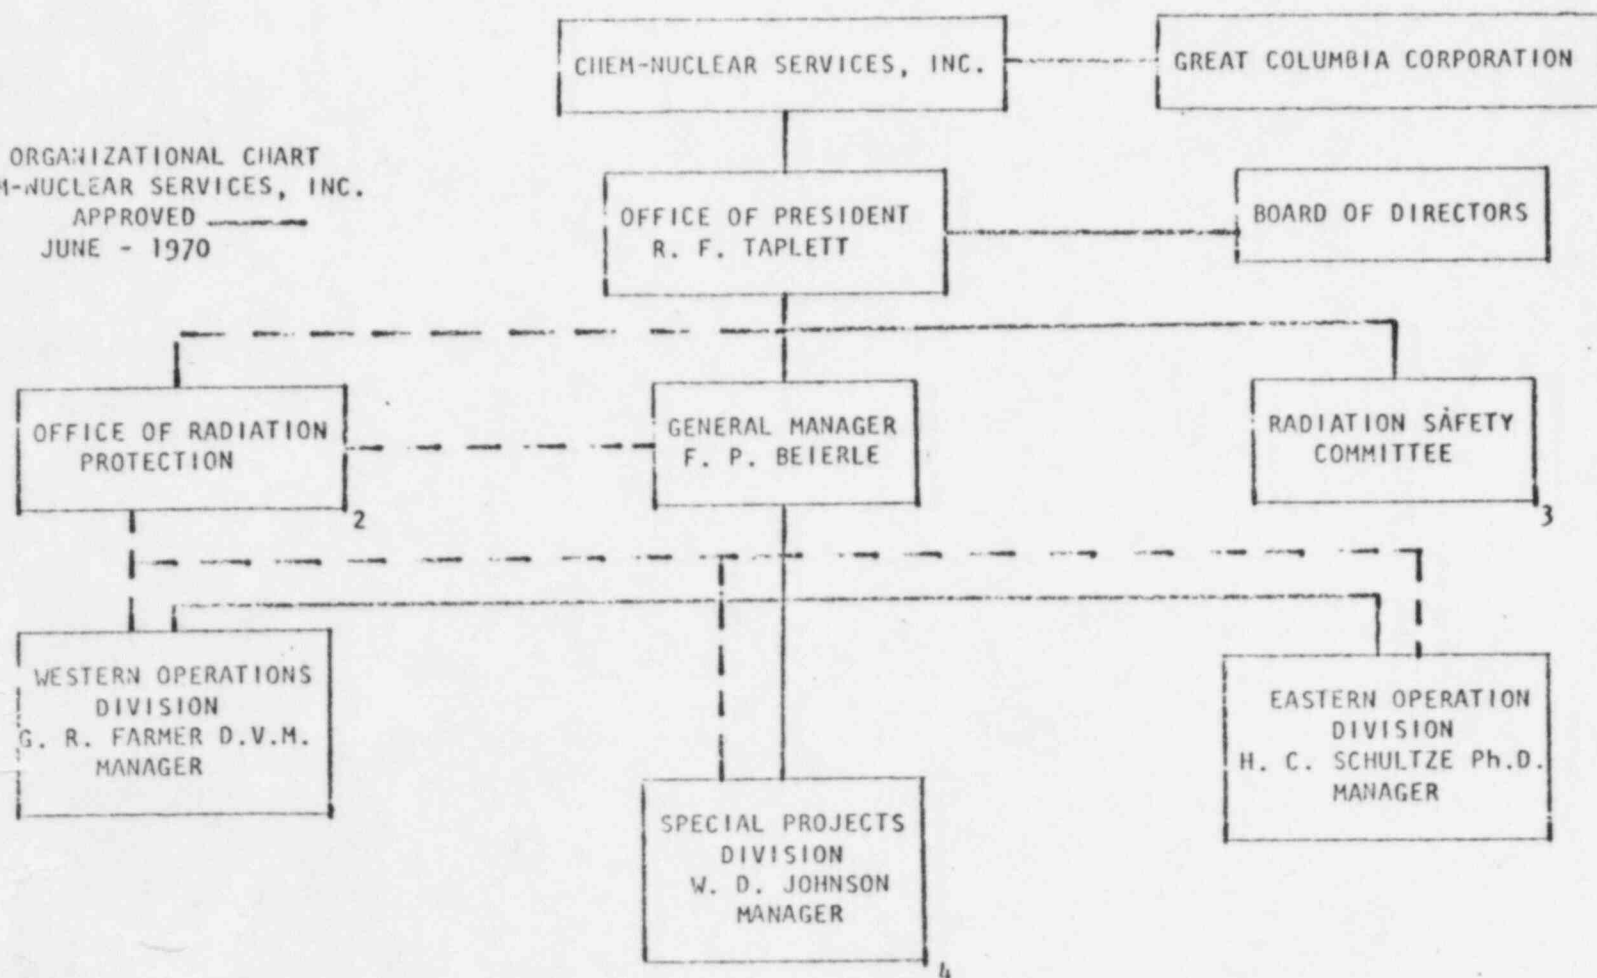 CHEM-NUCLEAR SERVICES, INC.
GREAT COLUMBIA CORPORATION
ORGANIZATIONAL CHART
M-NUCLEAR SERVICES, INC.
APPROVED
JUNE - 1970
OFFICE OF PRESIDENT
R. F. TAPLETT
BOARD OF DIRECTORS
OFFICE OF RADIATION
PROTECTION
2
GENERAL MANAGER
F. P. BEIERLE
RADIATION SAFETY
COMMITTEE
3
WESTERN OPERATIONS
DIVISION
G. R. FARMER D.V.M.
MANAGER
SPECIAL PROJECTS
DIVISION
W. D. JOHNSON
MANAGER
4
EASTERN OPERATION
DIVISION
H. C. SCHULTZE Ph.D.
MANAGER